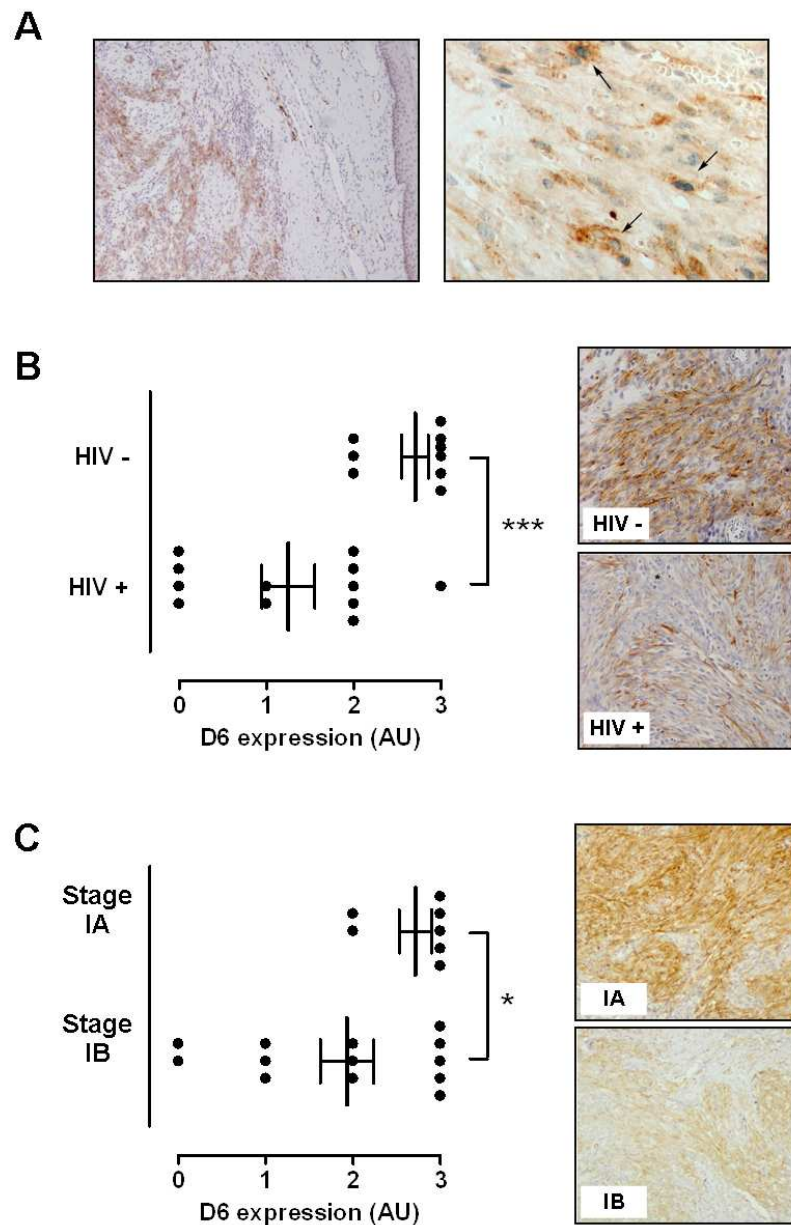 A
B
HIV -
HIV +
***
0 1 2 3
D6 expression (AU)
HIV -
HIV +
C
Stage
IA
Stage
IB
*
0 1 2 3
D6 expression (AU)
IA
IB